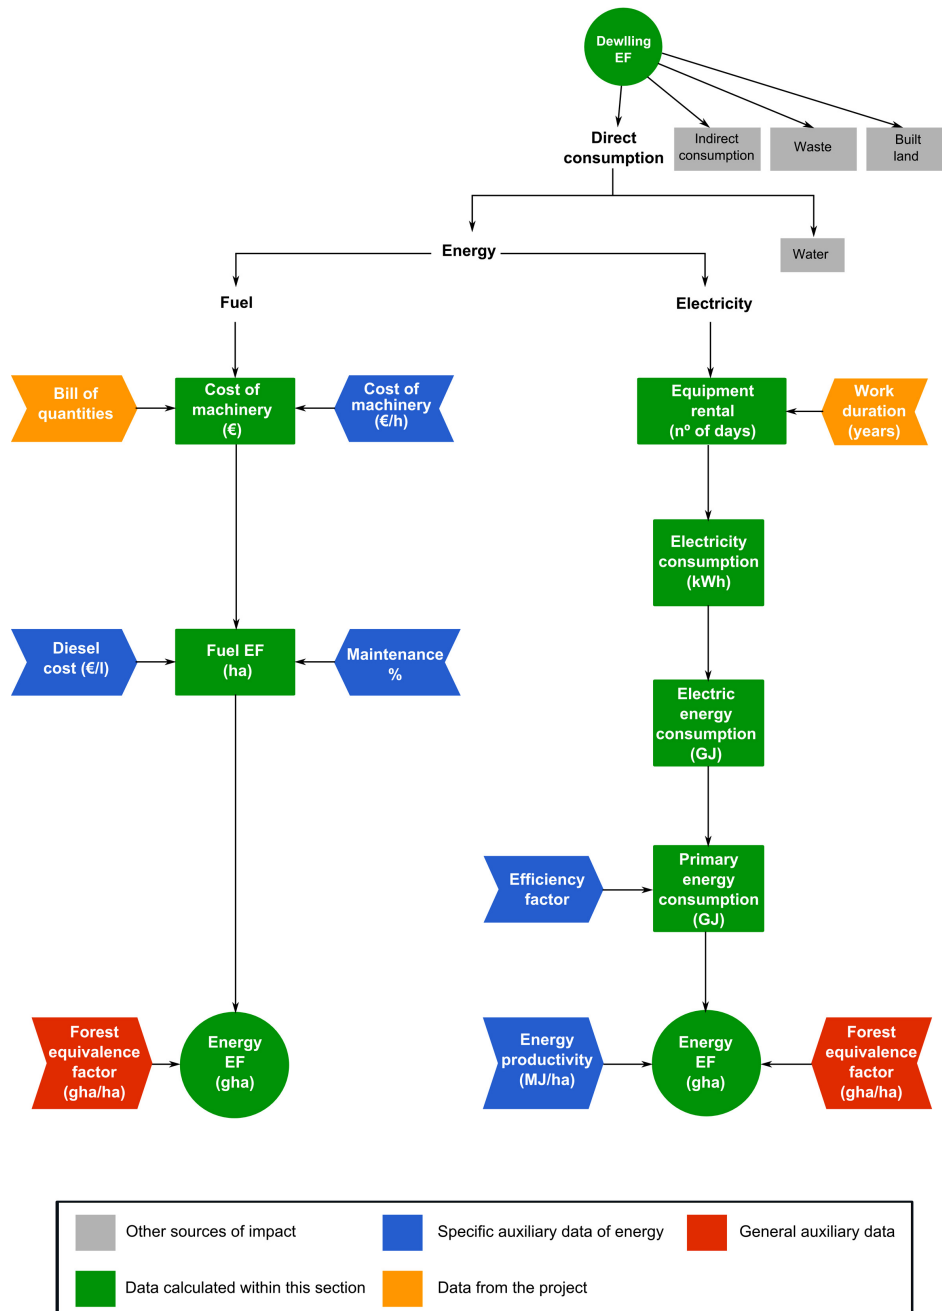 Dewlling
EF
Direct
consumption
Indirect
consumption
Waste
Built
land
Energy
Water
Fuel
Electricity
Bill of
quantities
Cost of
machinery
(€)
Cost of
machinery
(€/h)
Equipment
rental
(nº of days)
Work
duration
(years)
Electricity
consumption
(kWh)
Diesel
cost (€/l)
Fuel EF
(ha)
Maintenance
%
Electric
energy
consumption
(GJ)
Efficiency
factor
Primary
energy
consumption
(GJ)
Forest
equivalence
factor
(gha/ha)
Energy
EF
(gha)
Energy
productivity
(MJ/ha)
Energy
EF
(gha)
Forest
equivalence
factor
(gha/ha)
Other sources of impact
Specific auxiliary data of energy
General auxiliary data
Data calculated within this section
Data from the project